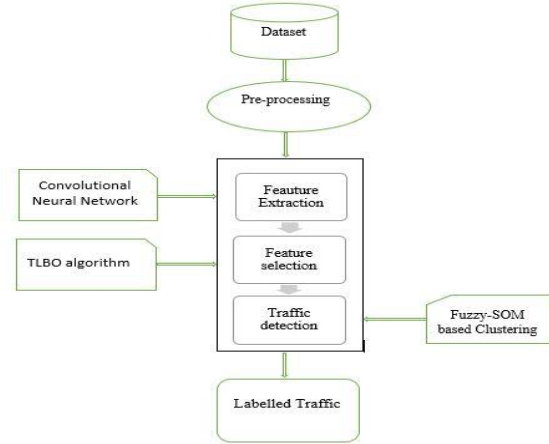 Dataset
Pre-processing
Convolutional
Neural Network
Feauture
Extraction
TLBO algorithm
Feature
selection
Traffic
detection
Fuzzy-SOM
based Clustering
Labelled Traffic